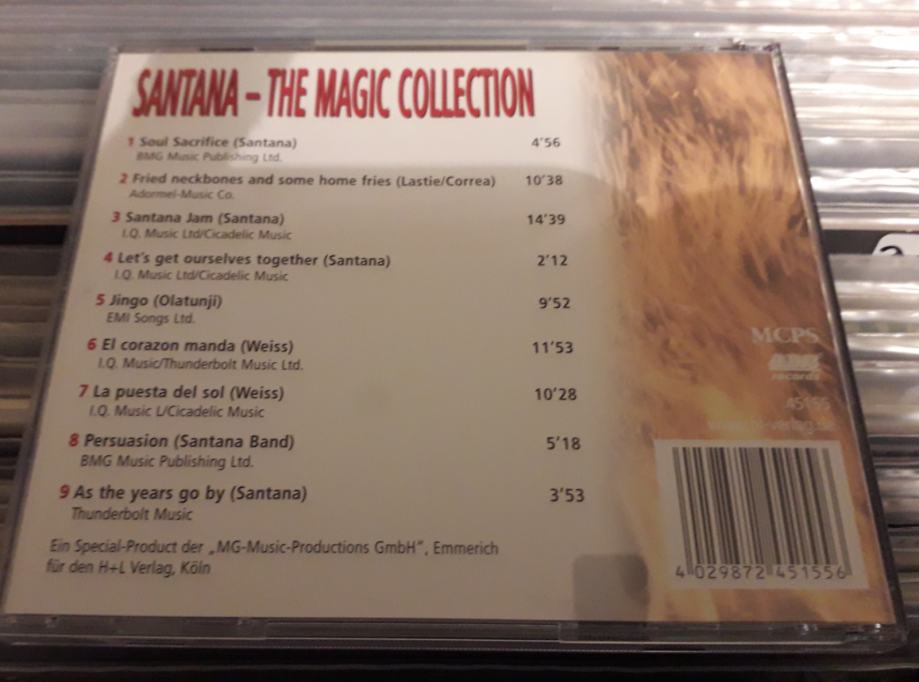 SANTANA – THE MAGIC COLLECTION
1 Soul Sacrifice (Santana) 4'56
BMG Music Publishing Ltd.
2 Fried neckbones and some home fries (Lastie/Correa) 10'38
Adormel-Music Co.
3 Santana Jam (Santana) 14'39
I.Q. Music Ltd/Cicadelic Music
4 Let's get ourselves together (Santana) 2'12
I.Q. Music Ltd/Cicadelic Music
5 Jingo (Olatunji) 9'52
EMI Songs Ltd.
6 El corazon manda (Weiss) 11'53
I.Q. Music/Thunderbolt Music Ltd.
7 La puesta del sol (Weiss) 10'28
I.Q. Music L/Cicadelic Music
8 Persuasion (Santana Band) 5'18
BMG Music Publishing Ltd.
9 As the years go by (Santana) 3'53
Thunderbolt Music
Ein Special-Product der „MG-Music-Productions GmbH", Emmerich
für den H+L Verlag, Köln
MCPS
records
4 029872 451556